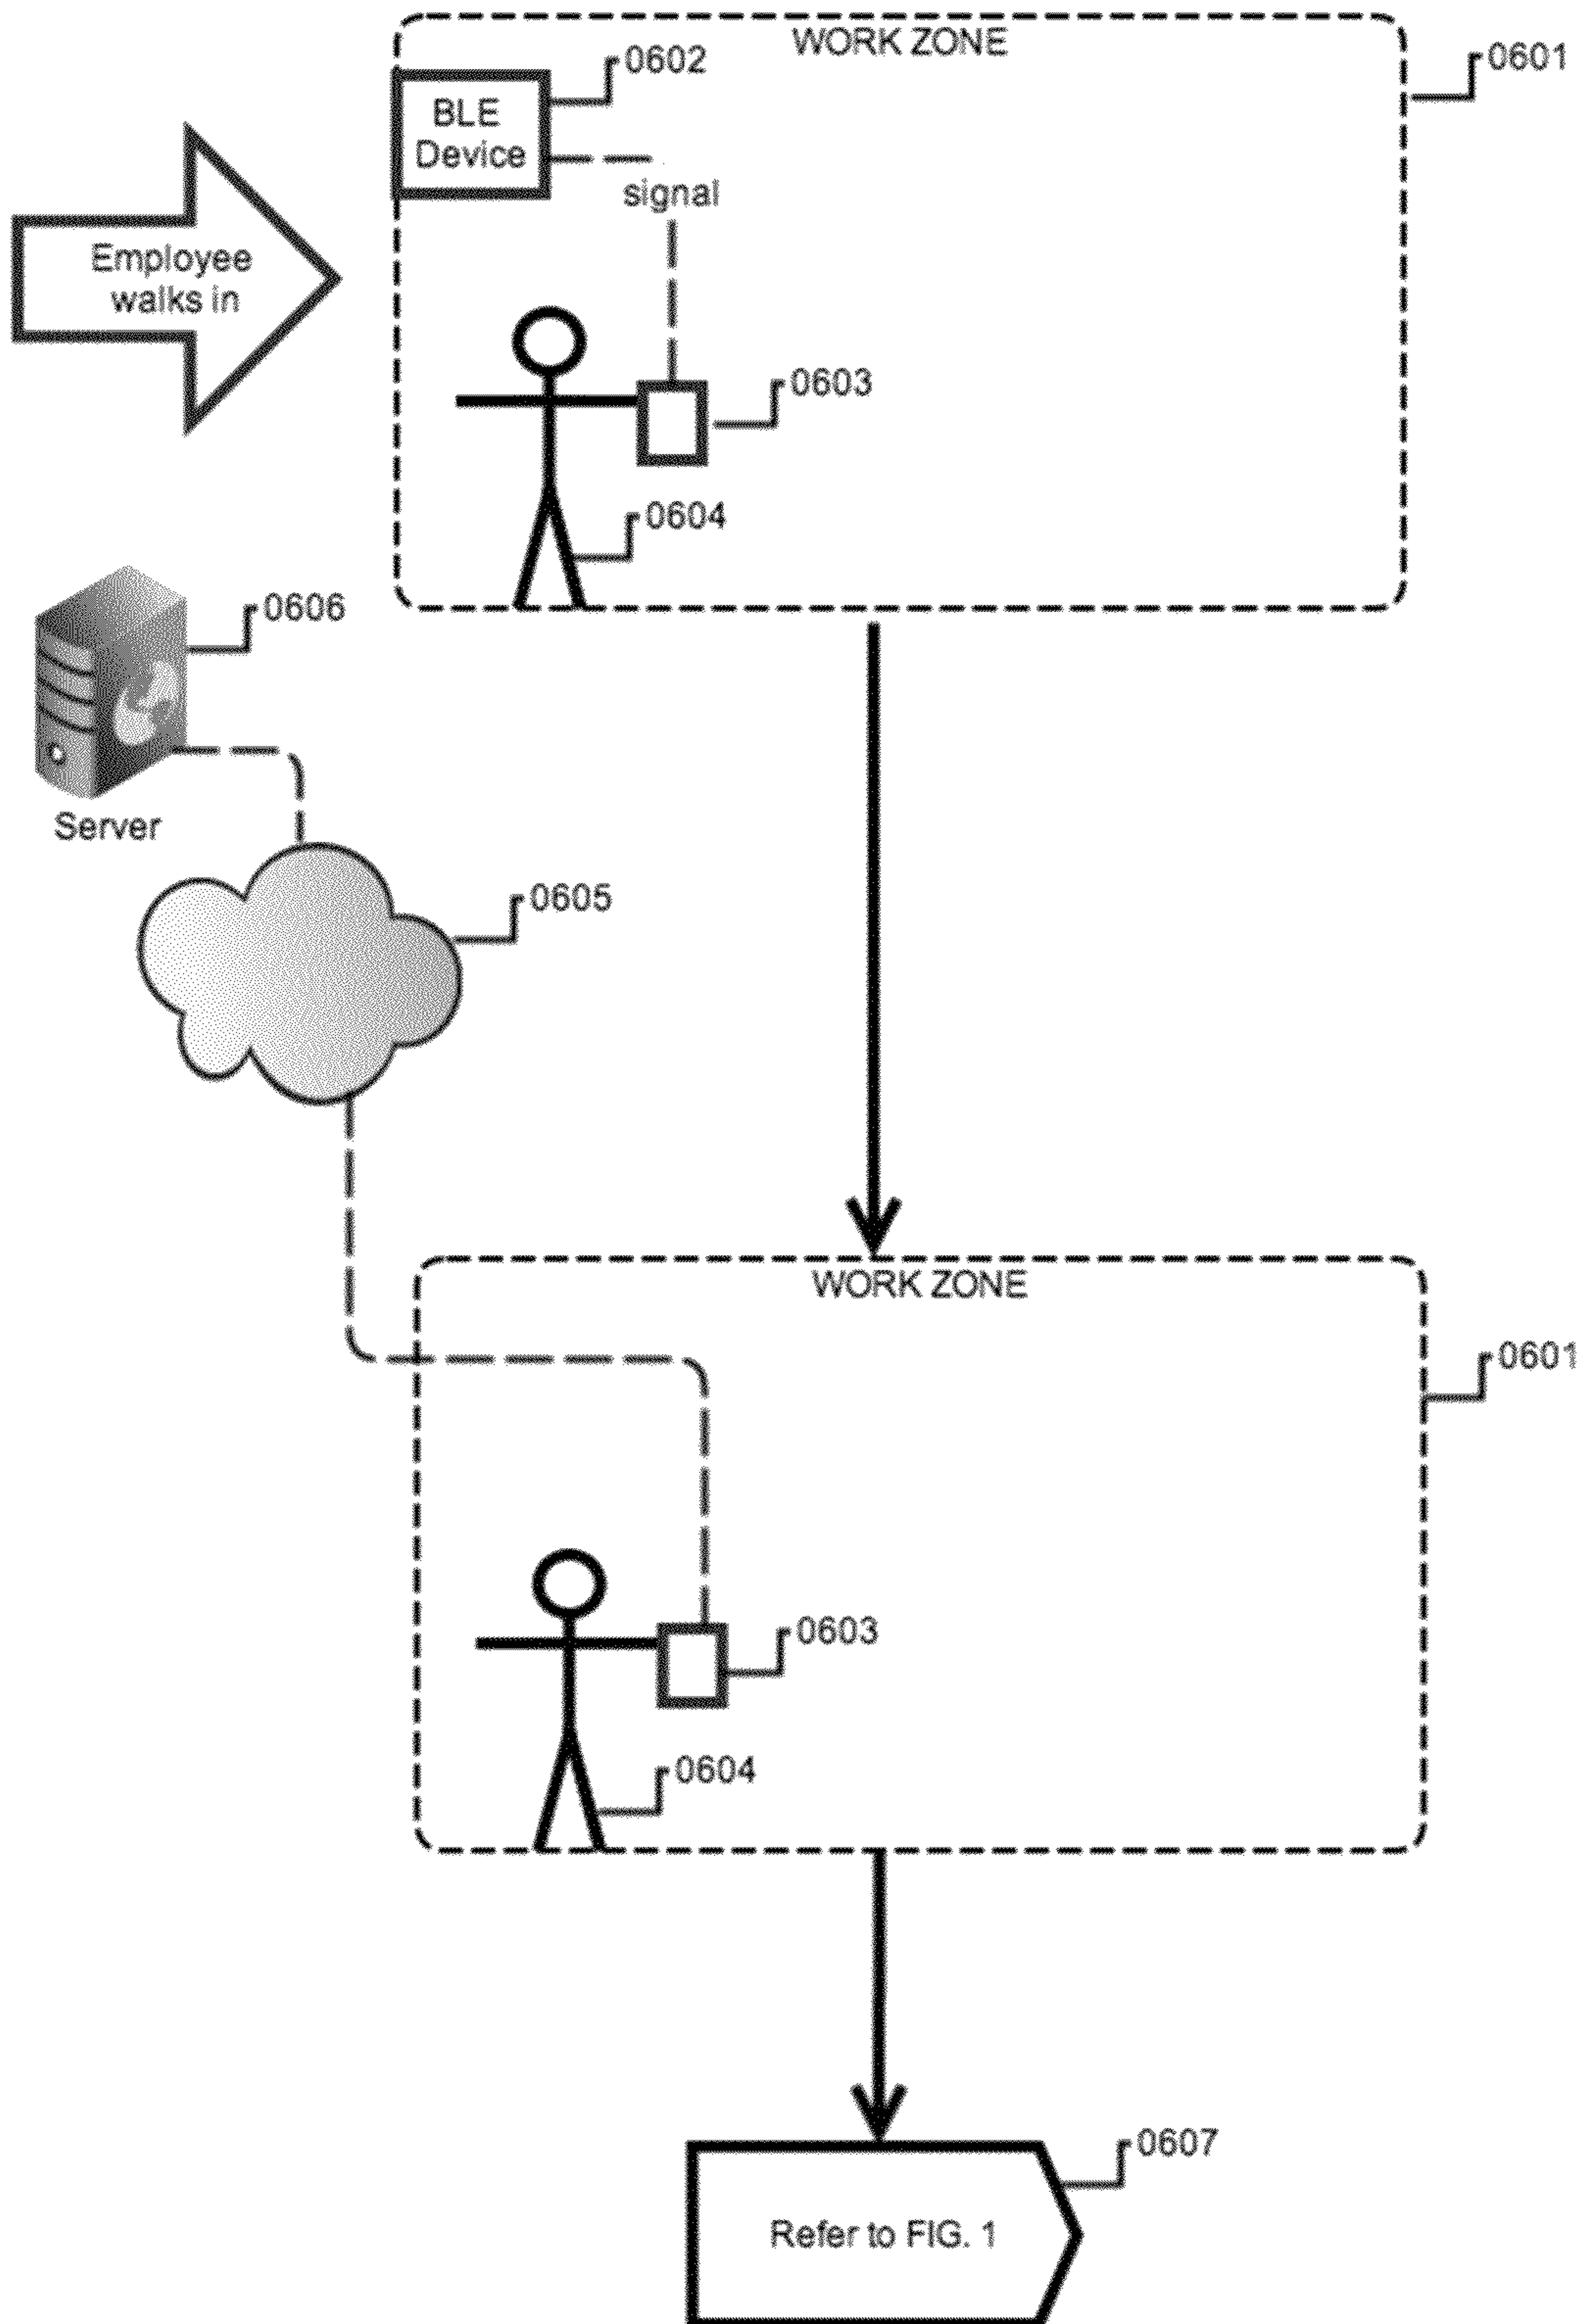 WORK ZONE
0601
0602
BLE
Device
signal
Employee
walks in
0603
0604
0606
Server
0605
WORK ZONE
0601
0603
0604
0607
Refer to FIG. 1